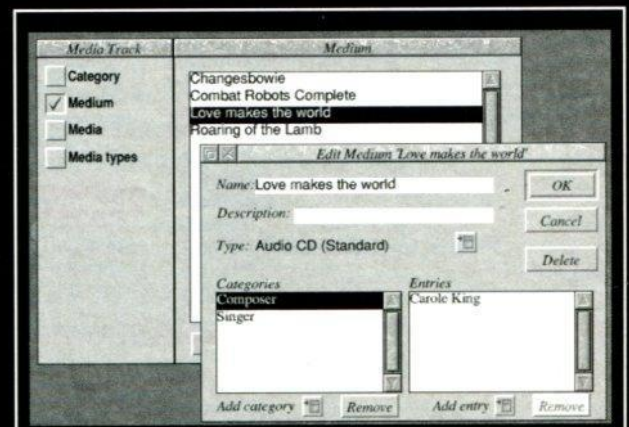 Media Track
Medium
Category
Medium
Media
Media types
Changesbowie
Combat Robots Complete
Love makes the world
Roaring of the Lamb
Edit Medium 'Love makes the world'
Name: Love makes the world
OK
Description:
Cancel
Type: Audio CD (Standard)
Delete
Categories
Entries
Composer
Singer
Carole King
Add category
Remove
Add entry
Remove